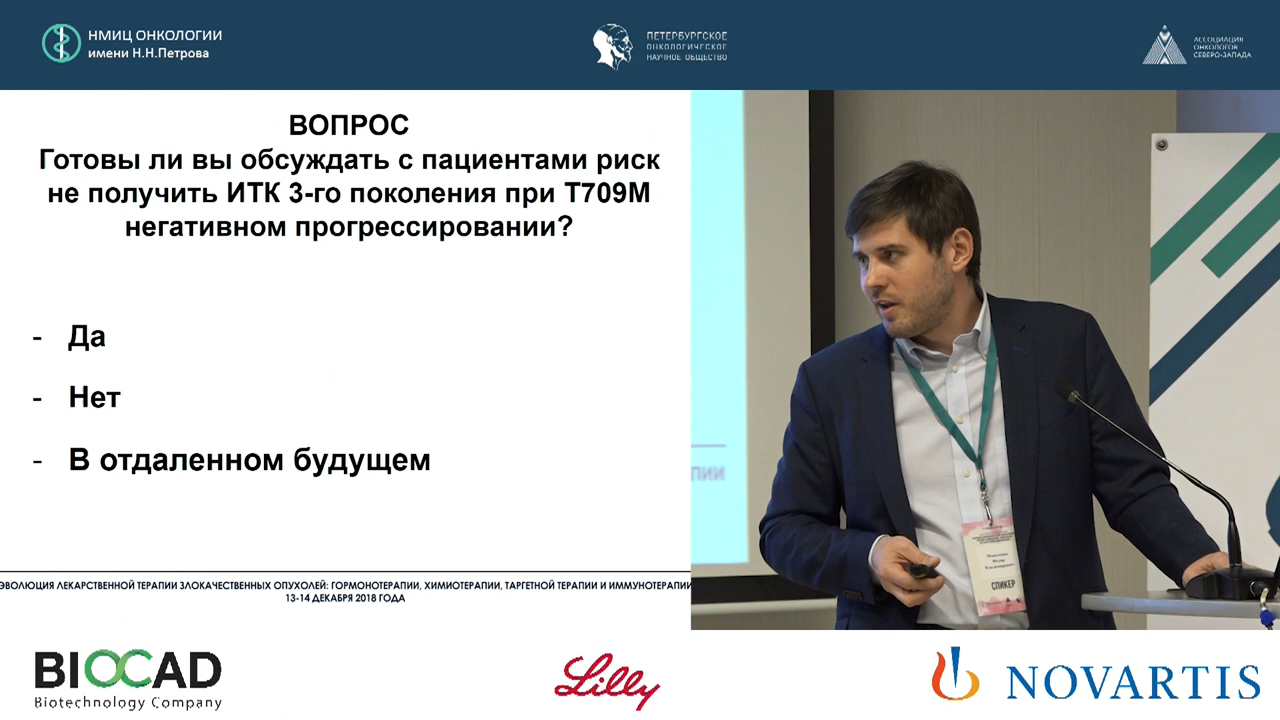 НМИЦ ОНКОЛОГИИ
имени Н.Н.Петрова
ПЕТЕРБУРГСКОЕ
ОНКОЛОГИЧЕСКОЕ
НАУЧНОЕ ОБЩЕСТВО
АССОЦИАЦИЯ
ОНКОЛОГОВ
СЕВЕРО-ЗАПАДА
ВОПРОС
Готовы ли вы обсуждать с пациентами риск
не получить ИТК 3-го поколения при T709M
негативном прогрессировании?
- Да
- Нет
- В отдаленном будущем
ЭВОЛЮЦИЯ ЛЕКАРСТВЕННОЙ ТЕРАПИИ ЗЛОКАЧЕСТВЕННЫХ ОПУХОЛЕЙ: ГОРМОНОТЕРАПИИ, ХИМИОТЕРАПИИ, ТАРГЕТНОЙ ТЕРАПИИ И ИММУНОТЕРАПИИ
13-14 ДЕКАБРЯ 2018 ГОДА
ПИИ
СПИКЕР
BIOCAD
Biotechnology Company
Lilly
NOVARTIS